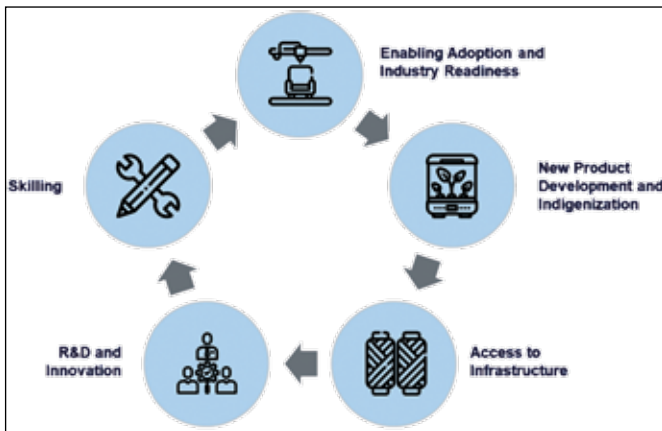 Enabling Adoption and
Industry Readiness
New Product
Development and
Indigenization
Access to
Infrastructure
R&D and
Innovation
Skilling